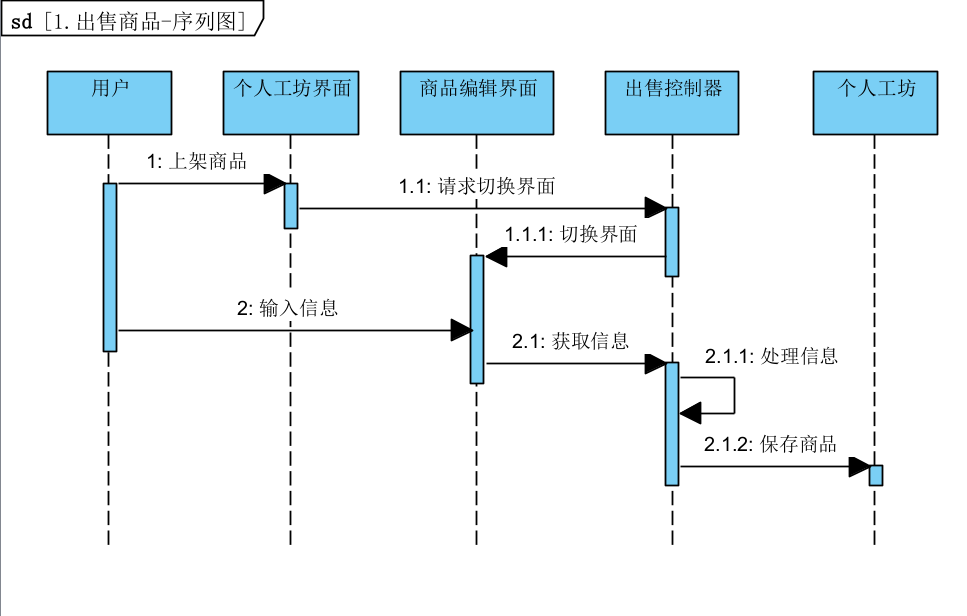 sd [1.出售商品-序列图]
用户
个人工坊界面
商品编辑界面
出售控制器
个人工坊
1: 上架商品
1.1: 请求切换界面
1.1.1: 切换界面
2: 输入信息
2.1: 获取信息
2.1.1: 处理信息
2.1.2: 保存商品